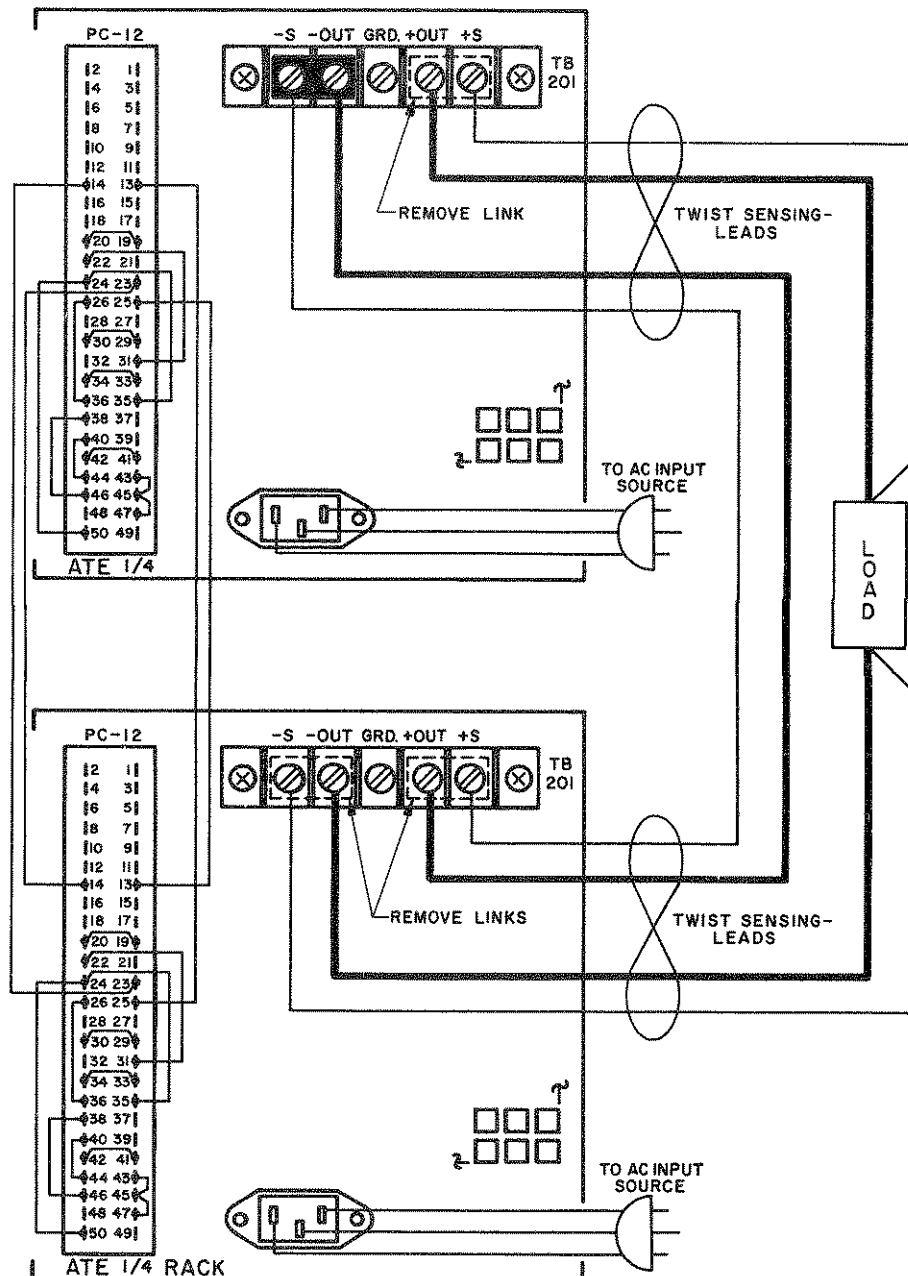 PC-12
-S -OUT GRD. +OUT +S
TB
201
2 1
4 3
6 5
8 7
10 9
12 11
14 13
16 15
18 17
20 19
22 21
24 23
26 25
28 27
30 29
32 31
34 33
36 35
38 37
40 39
42 41
44 43
46 45
48 47
50 49
REMOVE LINK
TWIST SENSING-
LEADS
TO AC INPUT
SOURCE
ATE 1/4
LOAD
PC-12
-S -OUT GRD. +OUT +S
TB
201
2 1
4 3
6 5
8 7
10 9
12 11
14 13
16 15
18 17
20 19
22 21
24 23
26 25
28 27
30 29
32 31
34 33
36 35
38 37
40 39
42 41
44 43
46 45
48 47
50 49
REMOVE LINKS
TWIST SENSING-
LEADS
TO AC INPUT
SOURCE
ATE 1/4 RACK